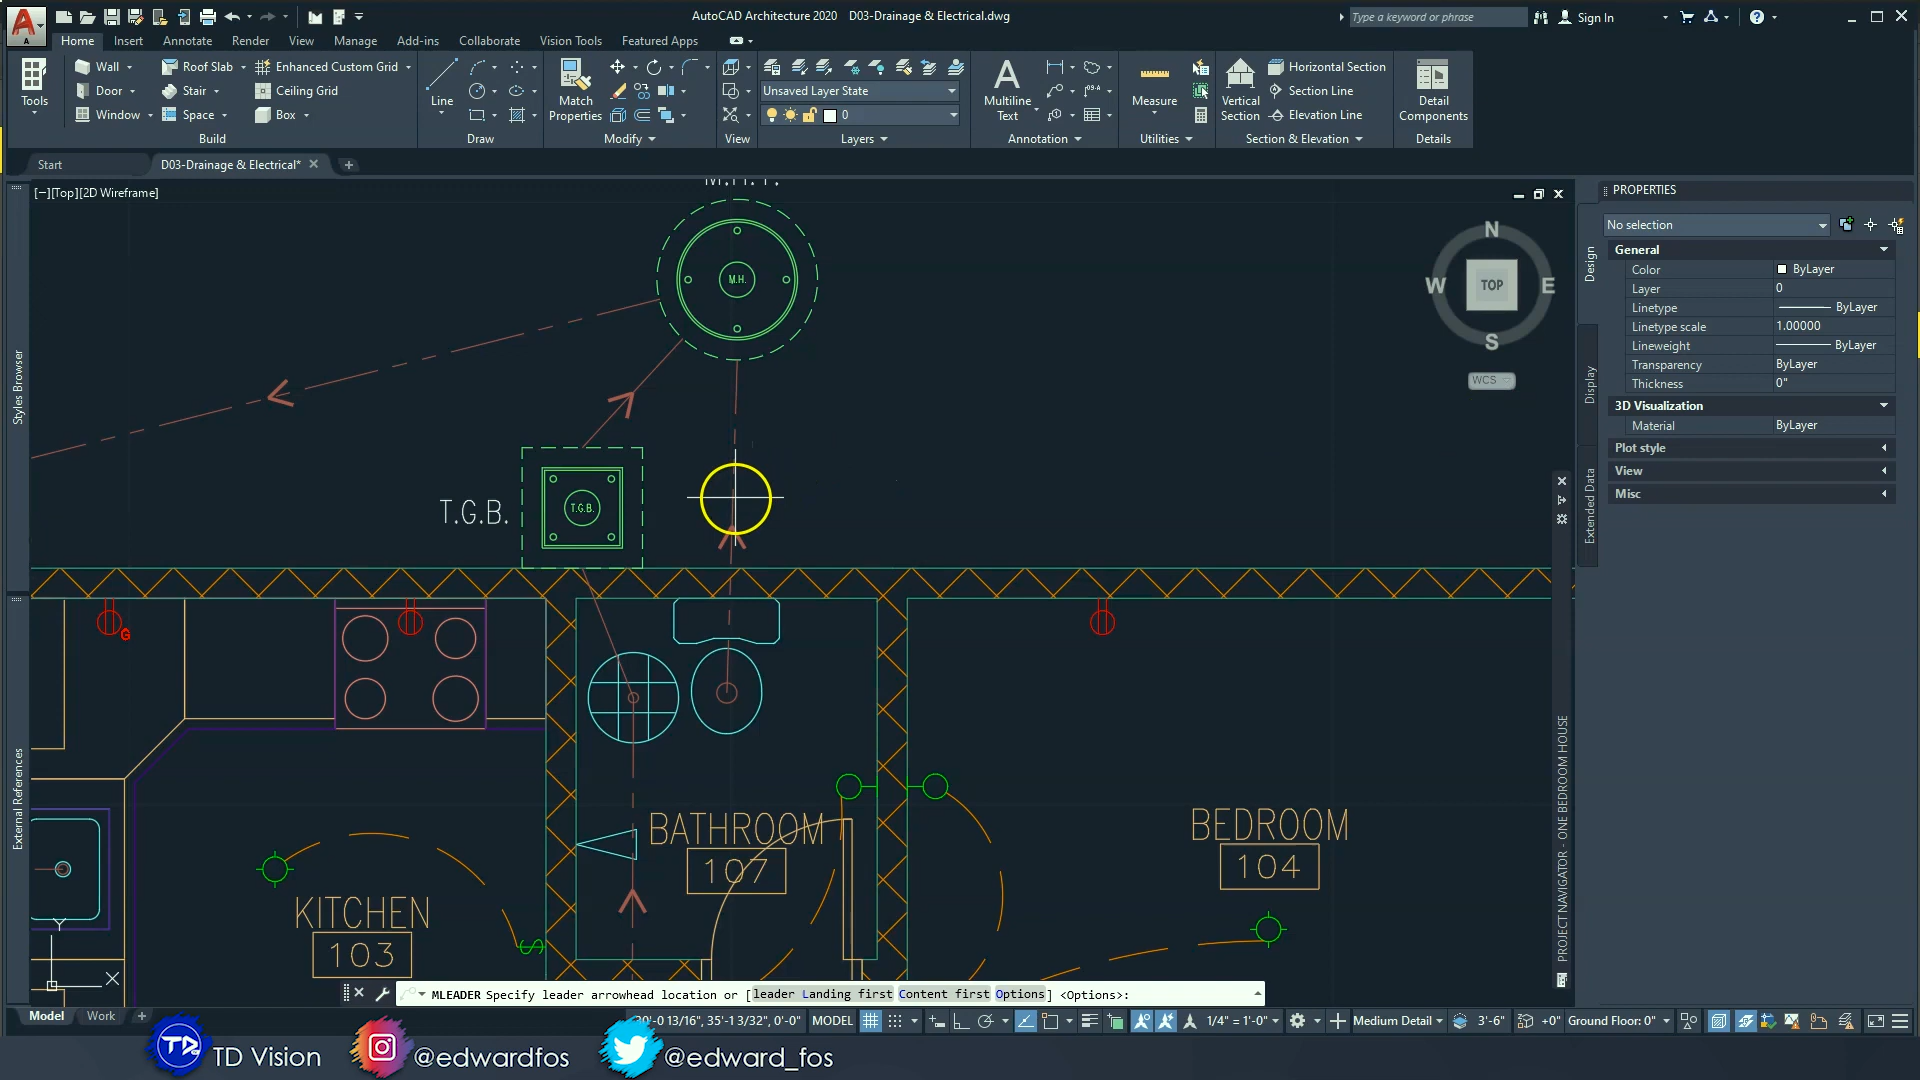 AutoCAD Architecture 2020 D03-Drainage & Electrical.dwg
Type a keyword or phrase
Sign In
Home Insert Annotate Render View Manage Add-ins Collaborate Vision Tools Featured Apps
Tools
Wall
Door
Window
Roof Slab
Stair
Space
Enhanced Custom Grid
Ceiling Grid
Box
Line
Match
Properties
Unsaved Layer State
0
Multiline
Text
Measure
Vertical
Section
Horizontal Section
Section Line
Elevation Line
Detail
Components
Build Draw Modify View Layers Annotation Utilities Section & Elevation Details
Start D03-Drainage & Electrical*
[−][Top][2D Wireframe]
M.H.
T.G.B.
T.G.B.
G
KITCHEN
103
BATHROOM
107
BEDROOM
104
N
W TOP E
S
WCS
Y
X
Styles Browser
External References
PROJECT NAVIGATOR - ONE BEDROOM HOUSE
PROPERTIES
No selection
General
Color ByLayer
Layer 0
Linetype ByLayer
Linetype scale 1.00000
Lineweight ByLayer
Transparency ByLayer
Thickness 0"
3D Visualization
Material ByLayer
Plot style
View
Misc
Design
Display
Extended Data
MLEADER Specify leader arrowhead location or [leader Landing first Content first Options] <Options>:
Model Work
35'-1 3/32", 0'-0" MODEL 1/4" = 1'-0" Medium Detail 3'-6" +0" Ground Floor: 0"
TD TD Vision @edwardfos @edward_fos